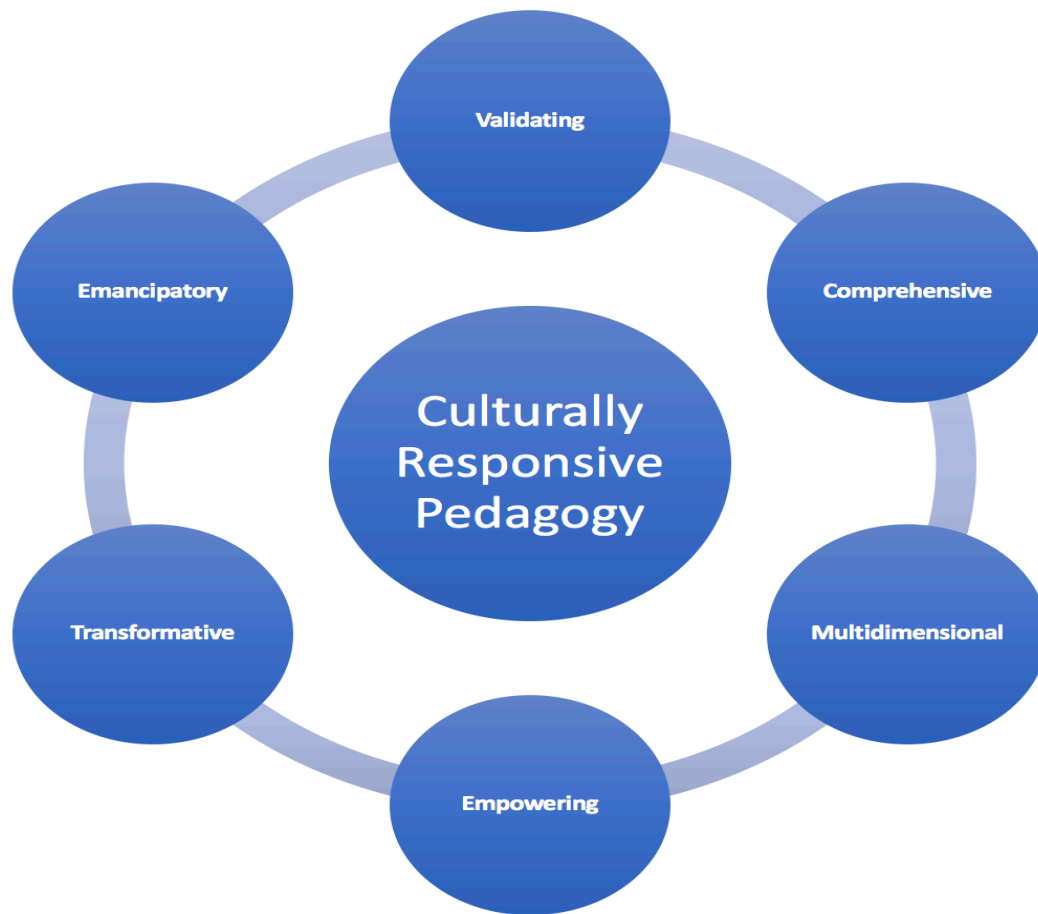 Validating
Emancipatory
Comprehensive
Culturally
Responsive
Pedagogy
Transformative
Multidimensional
Empowering